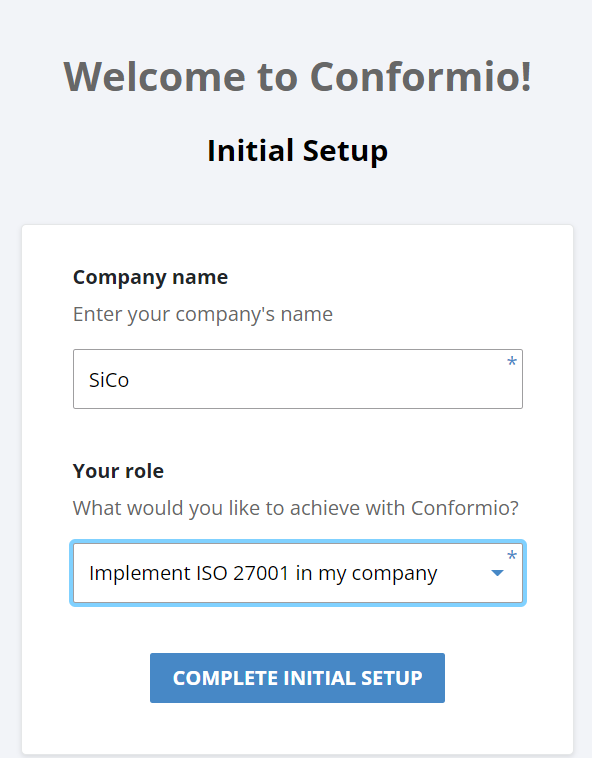 Welcome to Conformio!
Initial Setup
Company name
Enter your company's name
*
SiCo
Your role
What would you like to achieve with Conformio?
*
Implement ISO 27001 in my company
COMPLETE INITIAL SETUP